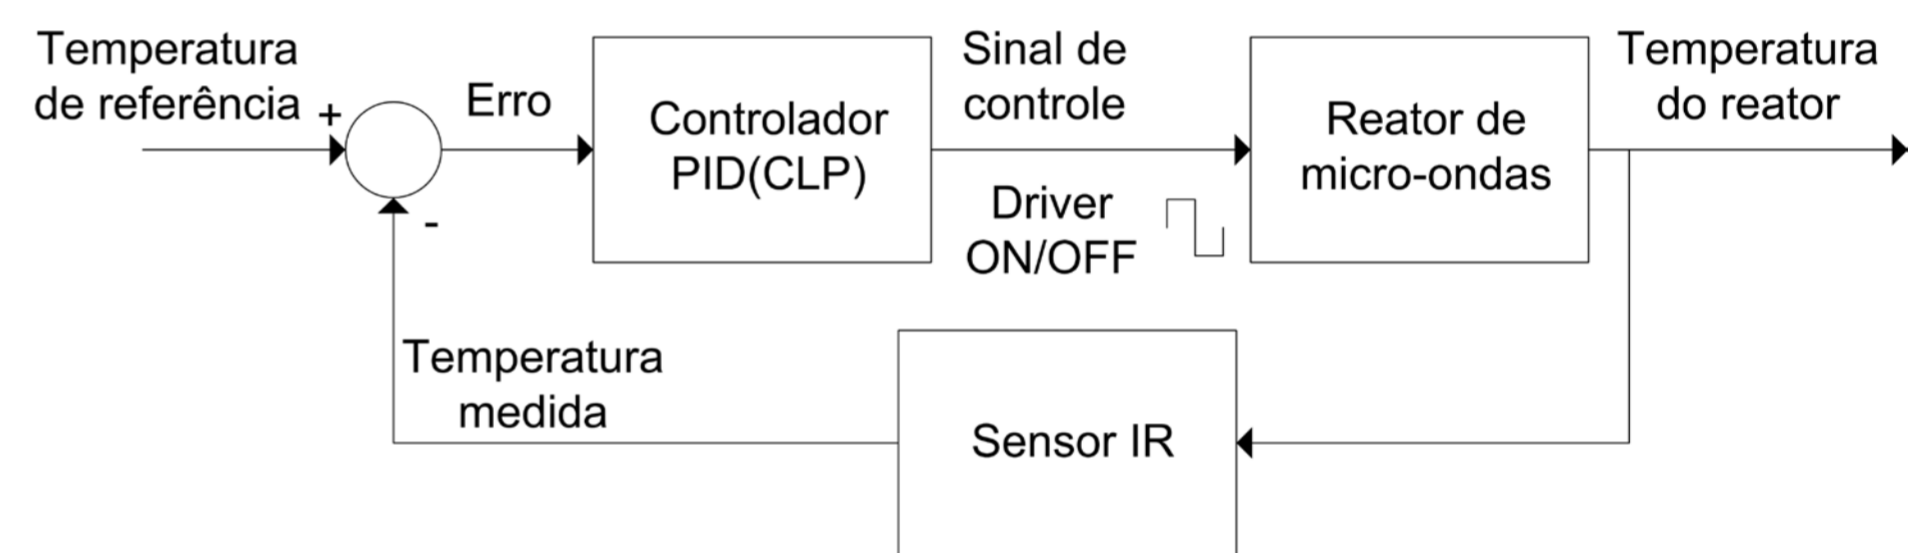 Temperatura
de referência
+
-
Erro
Controlador
PID(CLP)
Sinal de
controle
Driver
ON/OFF
Reator de
micro-ondas
Temperatura
do reator
Temperatura
medida
Sensor IR